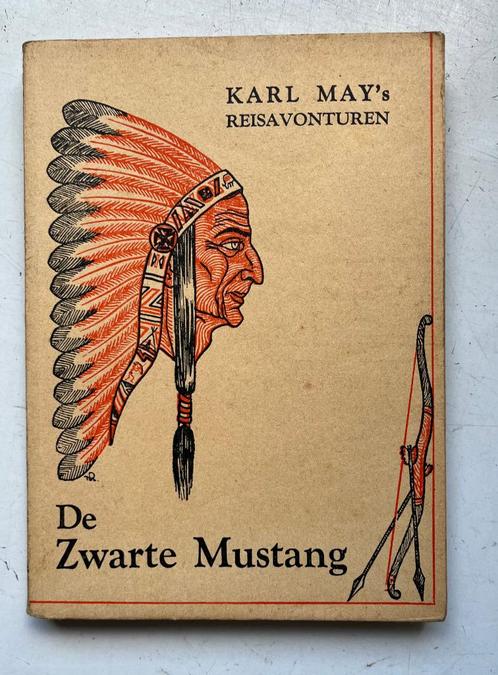 KARL MAY's
REISAVONTUREN
De
Zwarte Mustang